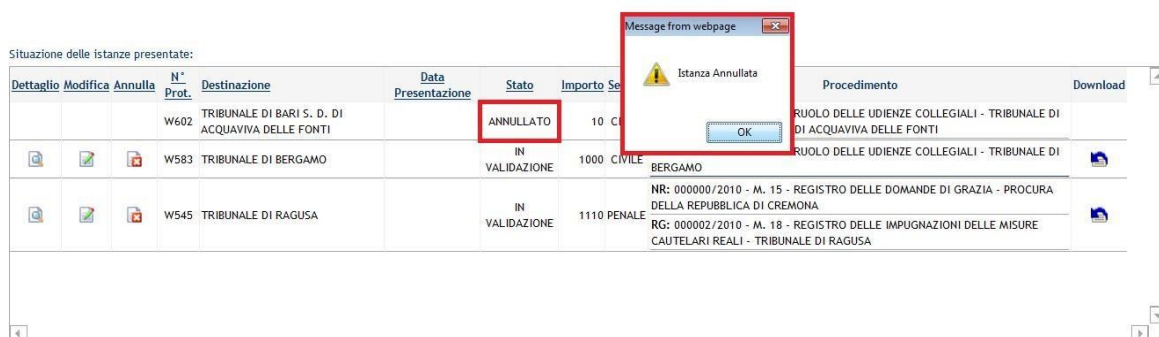 Message from webpage
Istanza Annullata
OK
Situazione delle istanze presentate:
Dettaglio Modifica Annulla N° Prot. Destinazione Data Presentazione Stato Importo Se Procedimento Download
W602 TRIBUNALE DI BARI S. D. DI ANNULLATO 10 RUOLO DELLE UDIENZE COLLEGIALI - TRIBUNALE DI
ACQUAVIVA DELLE FONTI DI ACQUAVIVA DELLE FONTI
W583 TRIBUNALE DI BERGAMO IN VALIDAZIONE 1000 CIVILE RUOLO DELLE UDIENZE COLLEGIALI - TRIBUNALE DI
BERGAMO
W545 TRIBUNALE DI RAGUSA IN VALIDAZIONE 1110 PENALE NR: 000000/2010 - M. 15 - REGISTRO DELLE DOMANDE DI GRAZIA - PROCURA
DELLA REPUBBLICA DI CREMONA
RG: 000002/2010 - M. 18 - REGISTRO DELLE IMPUGNAZIONI DELLE MISURE
CAUTELARI REALI - TRIBUNALE DI RAGUSA